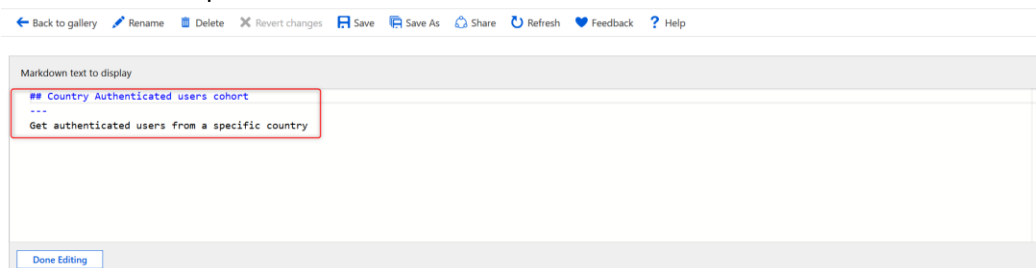 Back to gallery Rename Delete Revert changes Save Save As Share Refresh Feedback ? Help
Markdown text to display
## Country Authenticated users cohort
---
Get authenticated users from a specific country
Done Editing